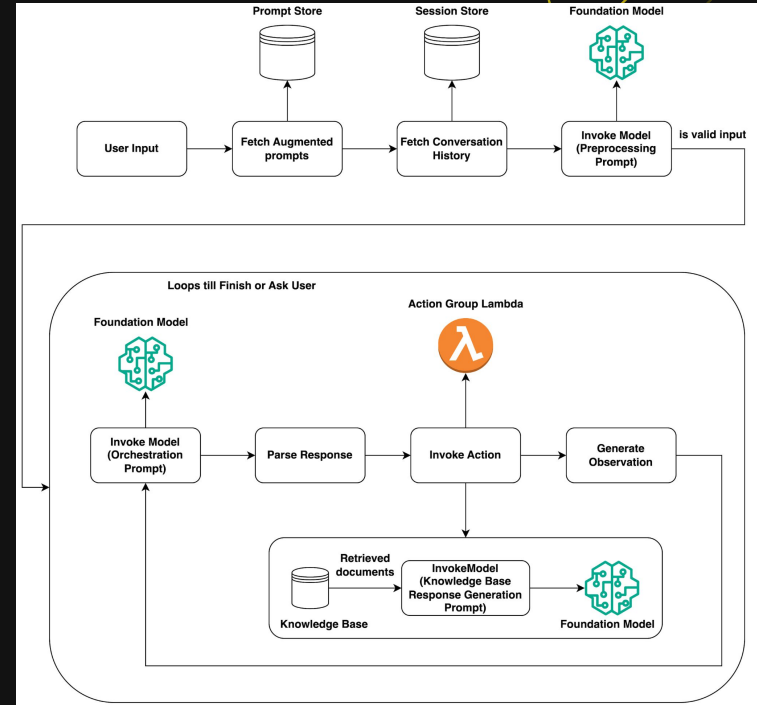 Prompt Store
Session Store
Foundation Model
User Input
Fetch Augmented
prompts
Fetch Conversation
History
Invoke Model
(Preprocessing
Prompt)
is valid input
Loops till Finish or Ask User
Foundation Model
Action Group Lambda
λ
Invoke Model
(Orchestration
Prompt)
Parse Response
Invoke Action
Generate
Observation
Retrieved
documents
InvokeModel
(Knowledge Base
Response Generation
Prompt)
Knowledge Base
Foundation Model